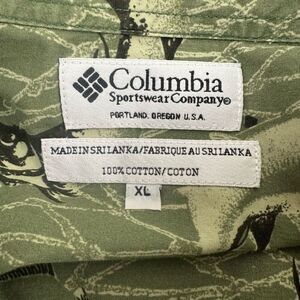 Columbia
Sportswear Company®
PORTLAND, OREGON U.S.A.
MADE IN SRI LANKA/FABRIQUE AU SRI LANKA
100% COTTON/COTON
XL